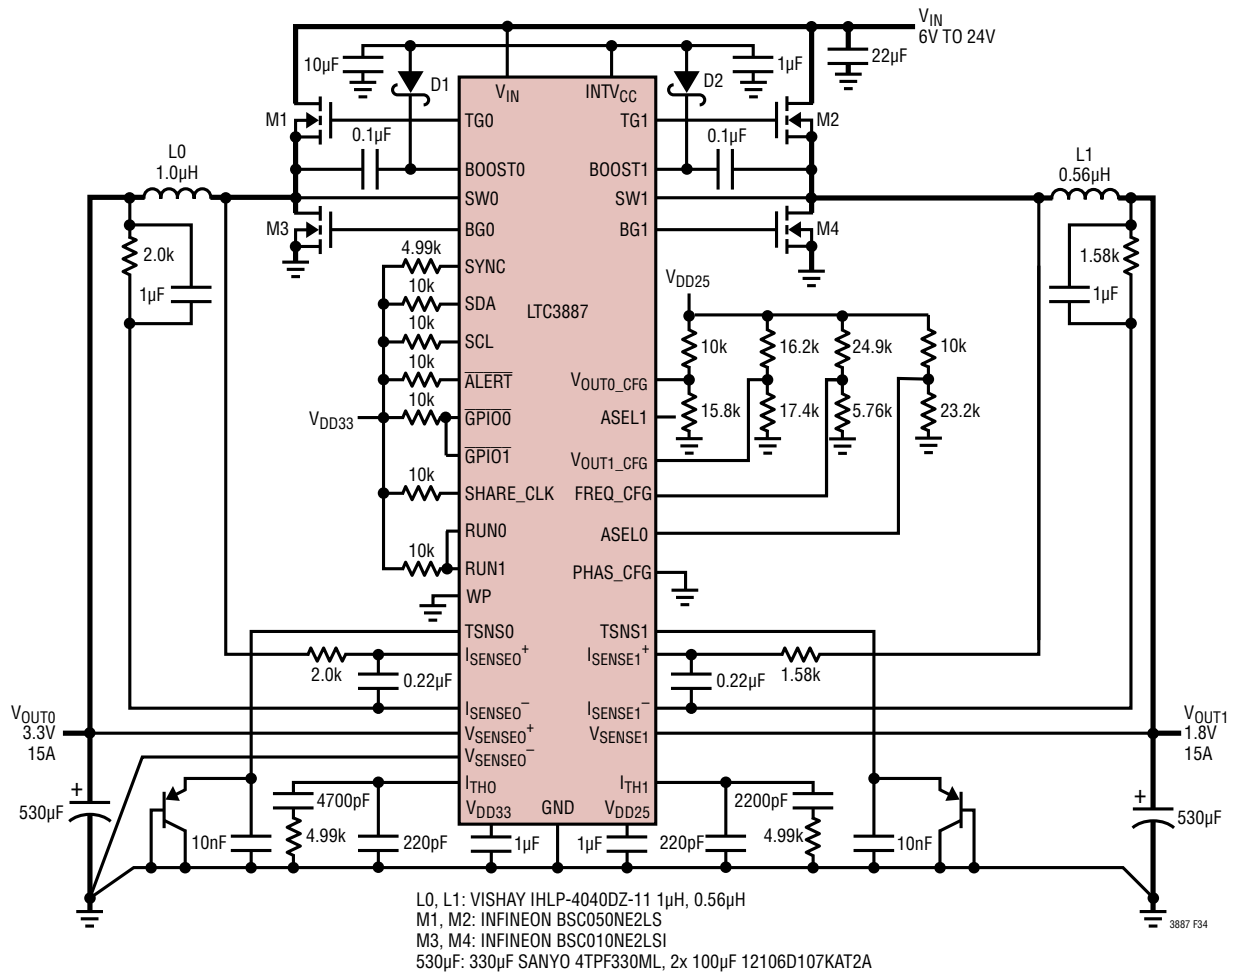 VIN
6V TO 24V
10µF
D1
VIN
INTVCC
D2
1µF
22µF
M1
TG0
TG1
M2
0.1µF
0.1µF
L0
1.0µH
BOOST0
BOOST1
L1
0.56µH
SW0
SW1
M3
BG0
BG1
M4
2.0k
1µF
4.99k
SYNC
10k
SDA
LTC3887
10k
SCL
10k
ALERT
10k
VDD33
GPIO0
GPIO1
10k
SHARE_CLK
RUN0
10k
RUN1
WP
VDD25
10k
16.2k
24.9k
10k
VOUT0_CFG
15.8k
17.4k
5.76k
23.2k
ASEL1
VOUT1_CFG
FREQ_CFG
ASEL0
PHAS_CFG
1.58k
1µF
TSNS0
TSNS1
2.0k
ISENSE0+
ISENSE1+
1.58k
0.22µF
0.22µF
ISENSE0–
ISENSE1–
VOUT0
3.3V
15A
VSENSE0+
VSENSE1
VOUT1
1.8V
15A
VSENSE0–
ITH0
ITH1
+
530µF
4700pF
2200pF
+
530µF
VDD33
GND
VDD25
10nF
4.99k
220pF
1µF
1µF
220pF
4.99k
10nF
L0, L1: VISHAY IHLP-4040DZ-11 1µH, 0.56µH
M1, M2: INFINEON BSC050NE2LS
M3, M4: INFINEON BSC010NE2LSI
530µF: 330µF SANYO 4TPF330ML, 2x 100µF 12106D107KAT2A
3887 F34